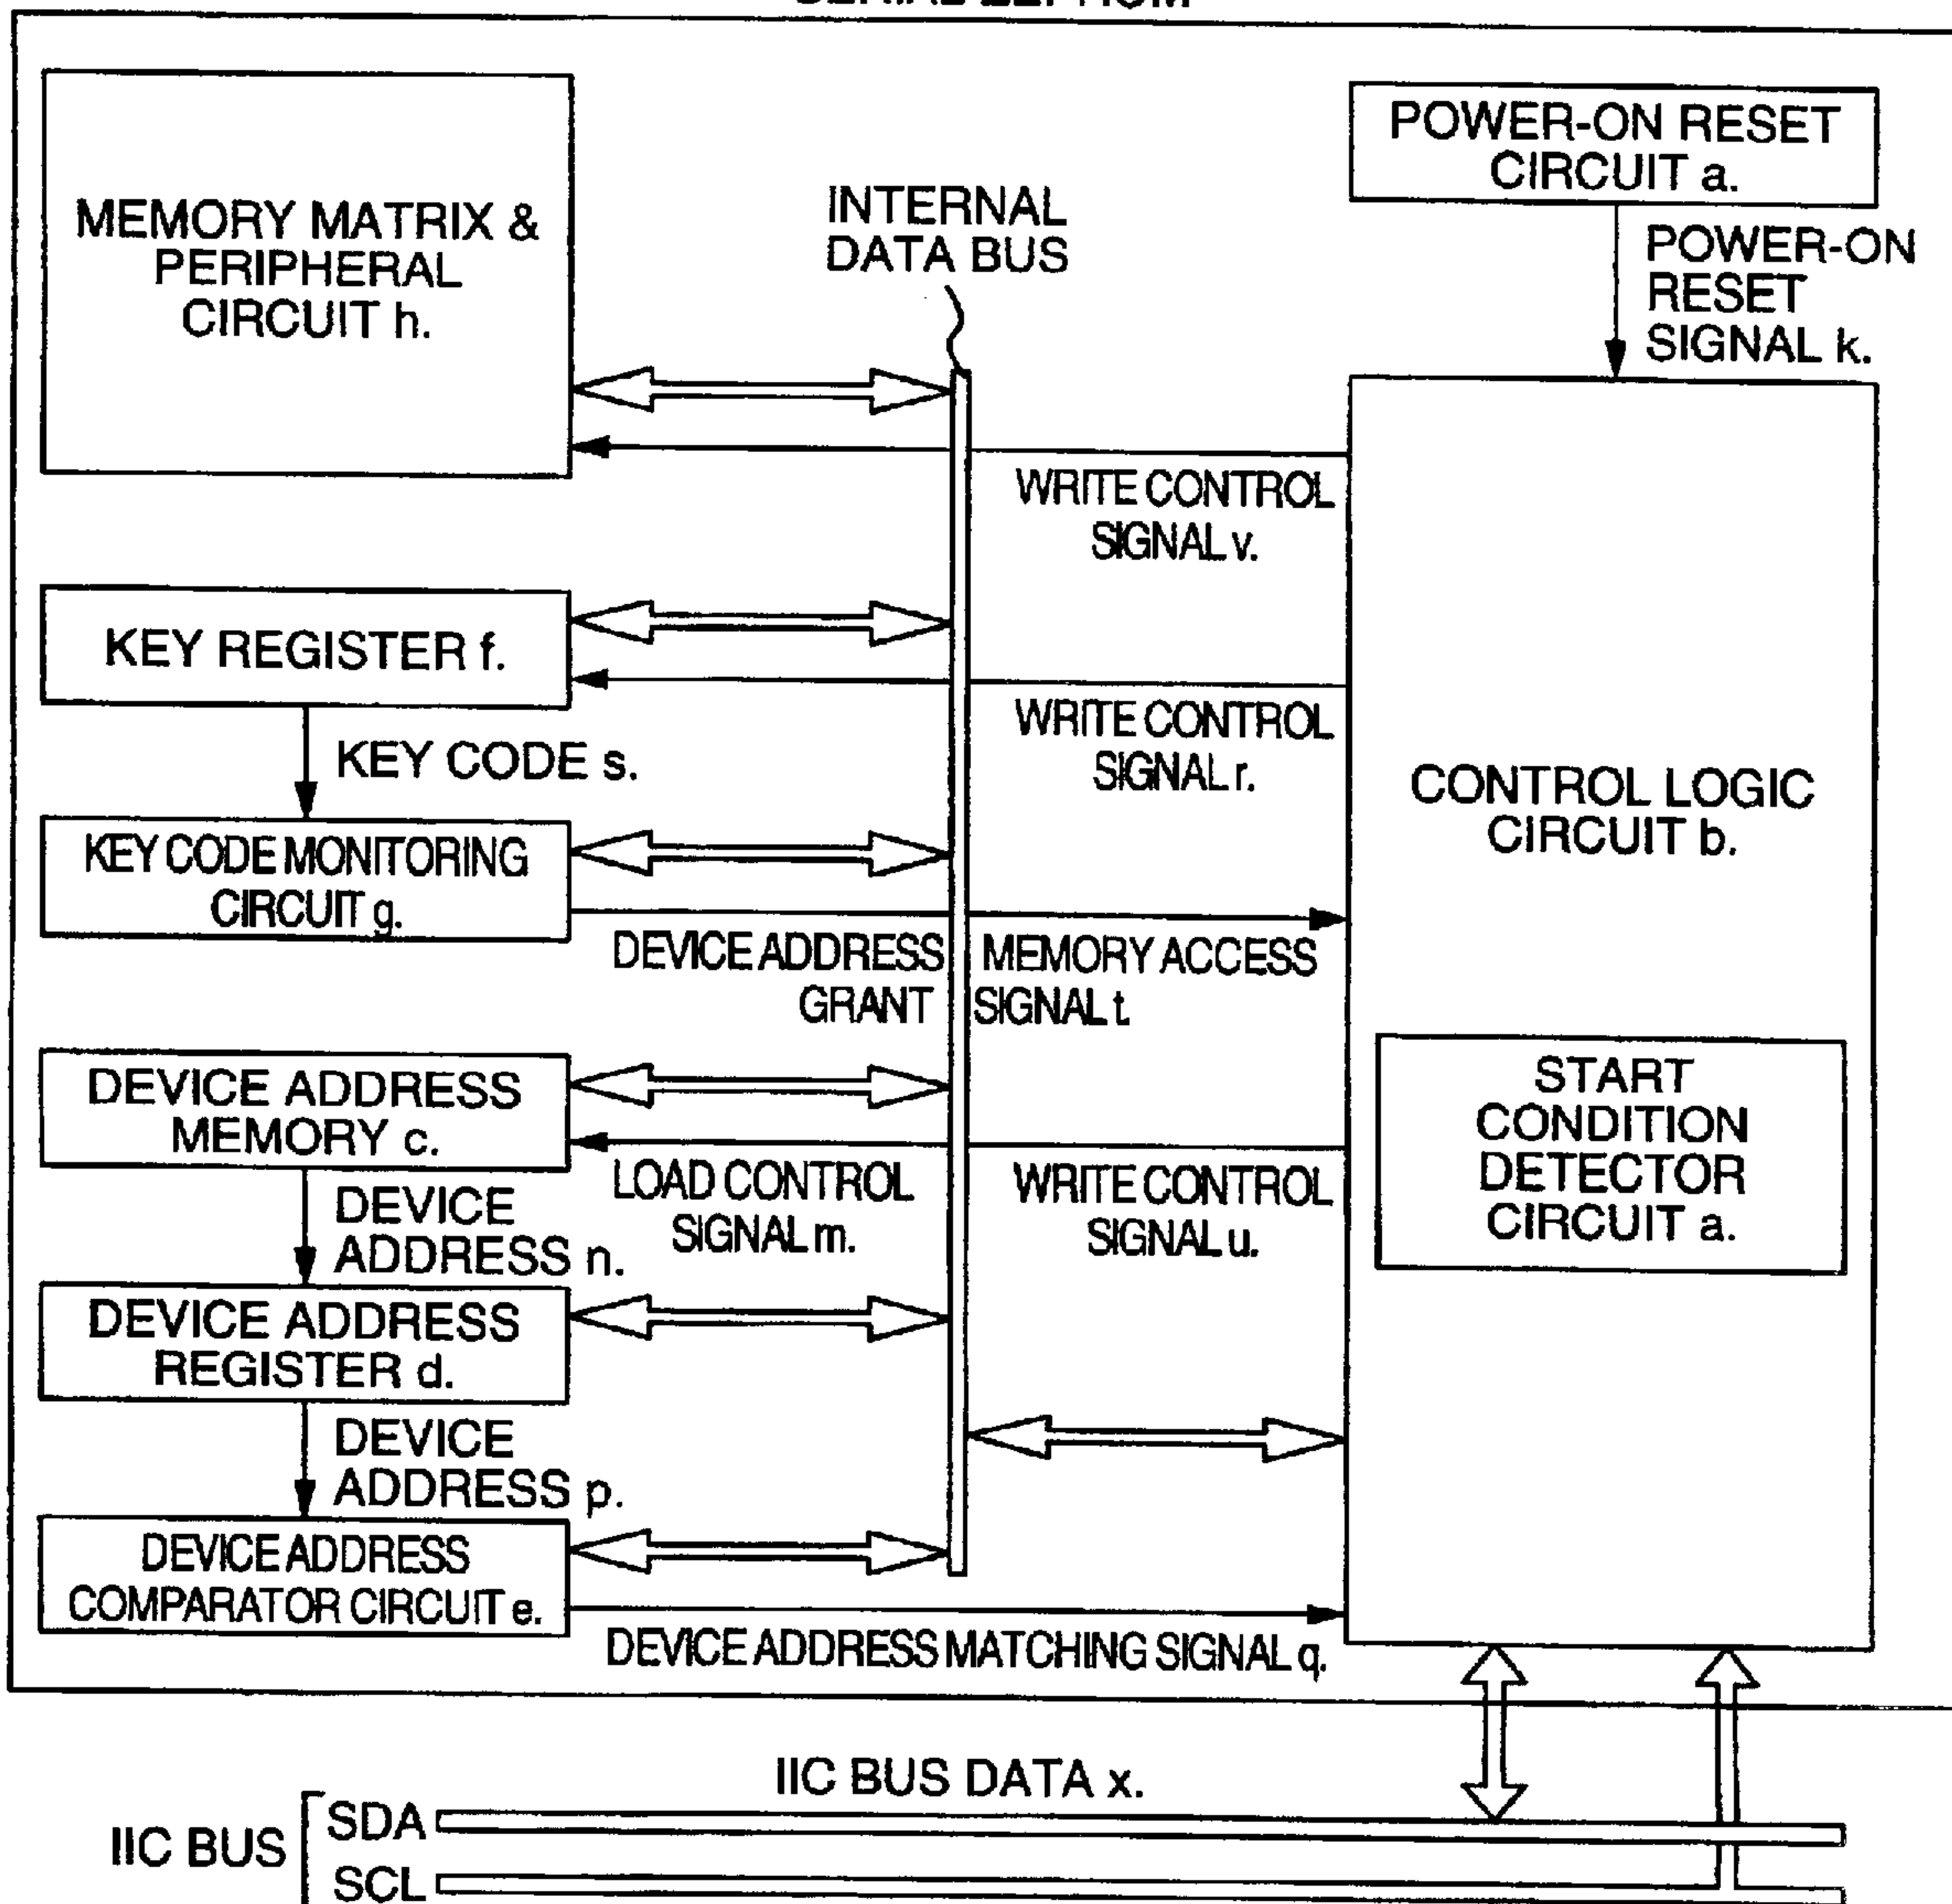 POWER-ON RESET
CIRCUIT a.
MEMORY MATRIX &
PERIPHERAL
CIRCUIT h.
INTERNAL
DATA BUS
POWER-ON
RESET
SIGNAL k.
WRITE CONTROL
SIGNAL v.
KEY REGISTER f.
WRITE CONTROL
SIGNAL r.
KEY CODE s.
CONTROL LOGIC
CIRCUIT b.
KEY CODE MONITORING
CIRCUIT g.
DEVICE ADDRESS MEMORY ACCESS
GRANT SIGNAL t.
START
CONDITION
DETECTOR
CIRCUIT a.
DEVICE ADDRESS
MEMORY c.
LOAD CONTROL
SIGNAL m.
WRITE CONTROL
SIGNAL u.
DEVICE
ADDRESS n.
DEVICE ADDRESS
REGISTER d.
DEVICE
ADDRESS p.
DEVICE ADDRESS
COMPARATOR CIRCUIT e.
DEVICE ADDRESS MATCHING SIGNAL q.
IIC BUS DATA x.
IIC BUS
SDA
SCL